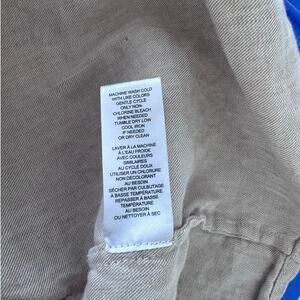 MACHINE WASH COLD
WITH LIKE COLORS
GENTLE CYCLE
ONLY NON-
CHLORINE BLEACH
WHEN NEEDED
TUMBLE DRY LOW
COOL IRON
IF NEEDED
OR DRY CLEAN
LAVER À LA MACHINE
À L'EAU FROIDE
AVEC COULEURS
SIMILAIRES
AU CYCLE DOUX
UTILISER UN CHLORURE
NON DÉCOLORANT
AU BESOIN
SÉCHER PAR CULBUTAGE
À BASSE TEMPÉRATURE
REPASSER À BASSE
TEMPÉRATURE
AU BESOIN
OU NETTOYER À SEC